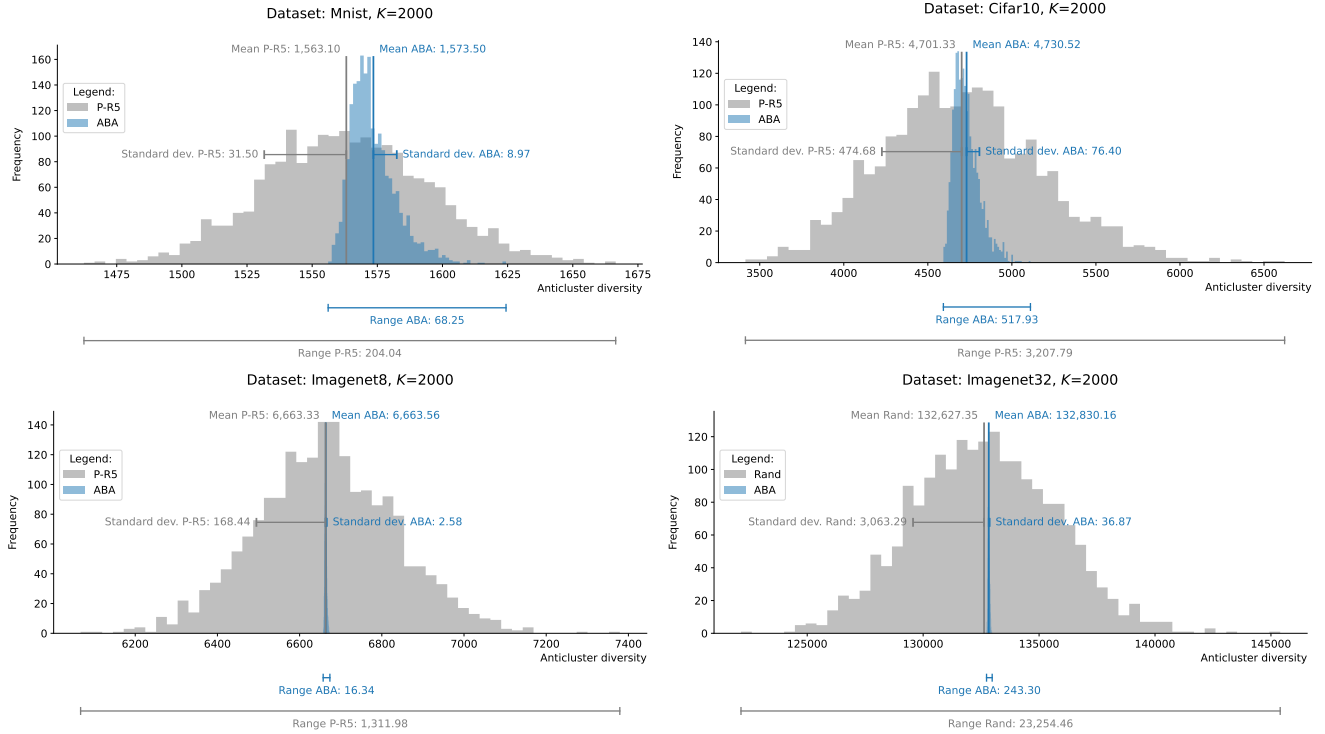 Dataset: Mnist, K=2000
Mean P-R5: 1,563.10
Mean ABA: 1,573.50
Legend:
P-R5
ABA
Standard dev. P-R5: 31.50
Standard dev. ABA: 8.97
Frequency
160
140
120
100
80
60
40
20
0
1475
1500
1525
1550
1575
1600
1625
1650
1675
Anticluster diversity
Range ABA: 68.25
Range P-R5: 204.04
Dataset: Cifar10, K=2000
Mean P-R5: 4,701.33
Mean ABA: 4,730.52
Legend:
P-R5
ABA
Standard dev. P-R5: 474.68
Standard dev. ABA: 76.40
Frequency
140
120
100
80
60
40
20
0
3500
4000
4500
5000
5500
6000
6500
Anticluster diversity
Range ABA: 517.93
Range P-R5: 3,207.79
Dataset: Imagenet8, K=2000
Mean P-R5: 6,663.33
Mean ABA: 6,663.56
Legend:
P-R5
ABA
Standard dev. P-R5: 168.44
Standard dev. ABA: 2.58
Frequency
140
120
100
80
60
40
20
0
6200
6400
6600
6800
7000
7200
7400
Anticluster diversity
Range ABA: 16.34
Range P-R5: 1,311.98
Dataset: Imagenet32, K=2000
Mean Rand: 132,627.35
Mean ABA: 132,830.16
Legend:
Rand
ABA
Standard dev. Rand: 3,063.29
Standard dev. ABA: 36.87
Frequency
120
100
80
60
40
20
0
125000
130000
135000
140000
145000
Anticluster diversity
Range ABA: 243.30
Range Rand: 23,254.46